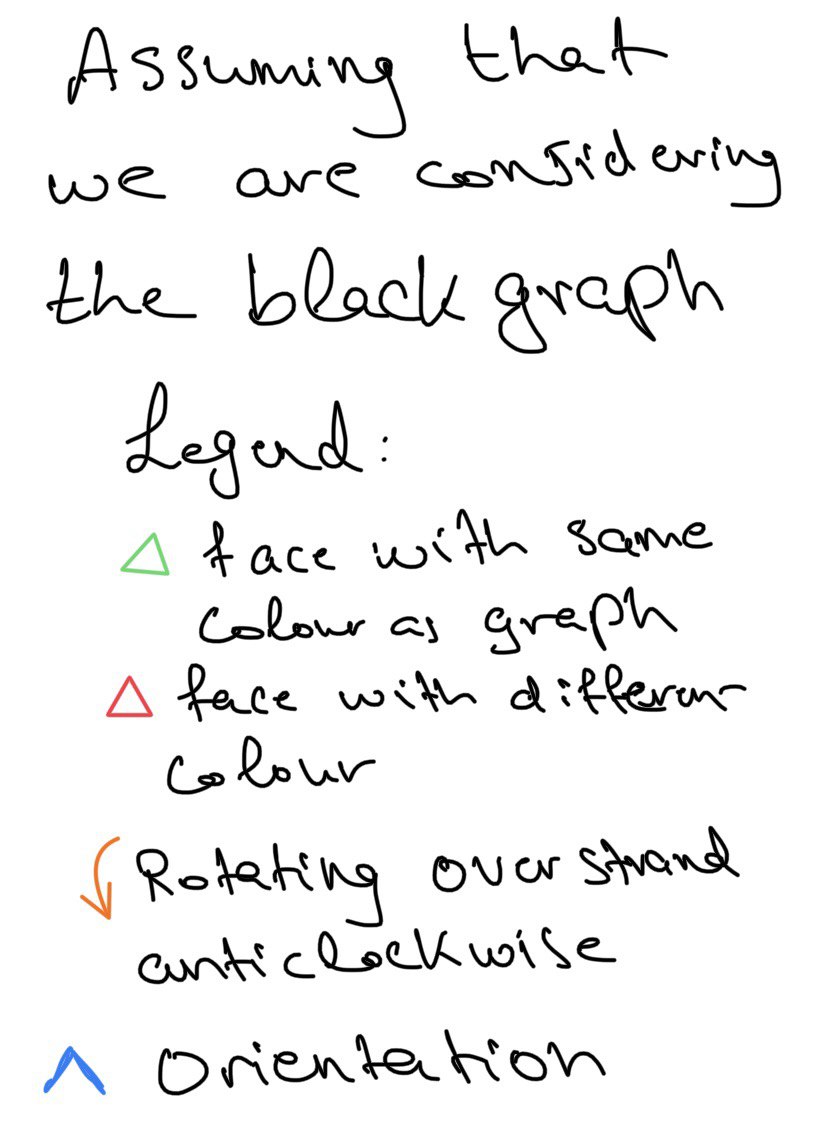 Assuming that
we are considering
the black graph
Legend:
face with same
colour as graph
face with different
colour
Rotating over strand
anticlockwise
Orientation